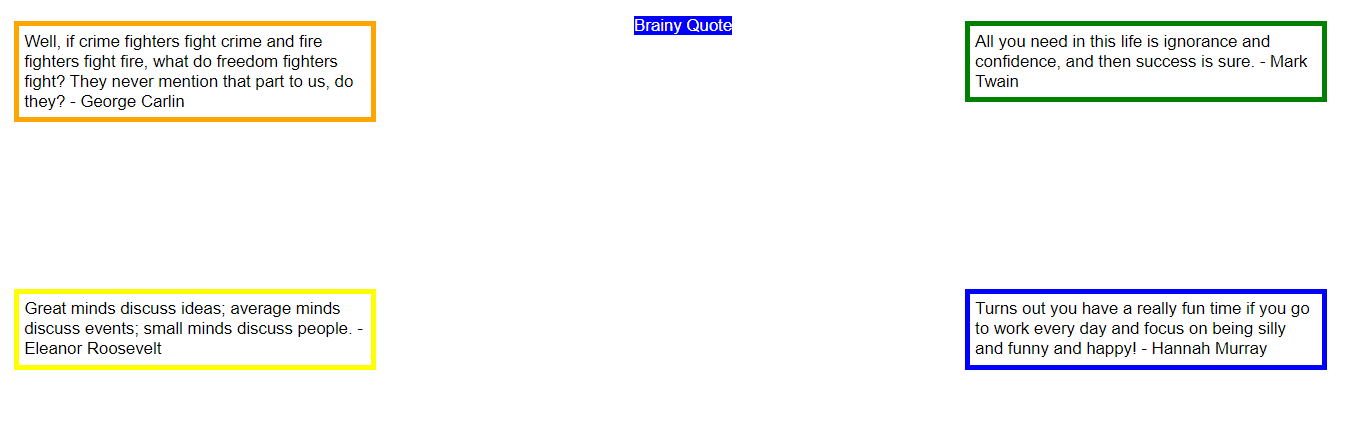 Brainy Quote
Well, if crime fighters fight crime and fire
fighters fight fire, what do freedom fighters
fight? They never mention that part to us, do
they? - George Carlin
All you need in this life is ignorance and
confidence, and then success is sure. - Mark
Twain
Great minds discuss ideas; average minds
discuss events; small minds discuss people. -
Eleanor Roosevelt
Turns out you have a really fun time if you go
to work every day and focus on being silly
and funny and happy! - Hannah Murray